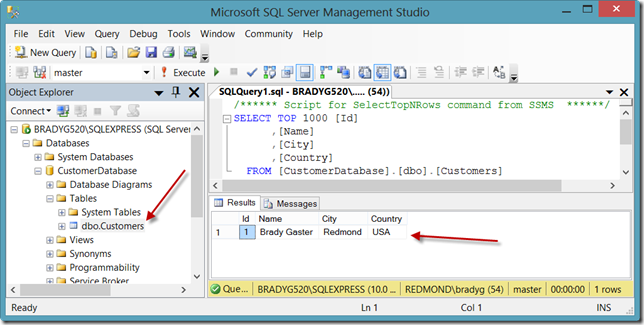 Microsoft SQL Server Management Studio
File Edit View Query Debug Tools Window Community Help
New Query
master Execute
Object Explorer
Connect
BRADYG520\SQLEXPRESS (SQL Server
Databases
System Databases
CustomerDatabase
Database Diagrams
Tables
System Tables
dbo.Customers
Views
Synonyms
Programmability
Service Broker
SQLQuery1.sql - BRADYG520\..... (54))
/****** Script for SelectTopNRows command from SSMS ******/
SELECT TOP 1000 [Id]
,[Name]
,[City]
,[Country]
FROM [CustomerDatabase].[dbo].[Customers]
Results Messages
Id Name City Country
1 1 Brady Gaster Redmond USA
Que... BRADYG520\SQLEXPRESS (10.0 ... REDMOND\bradyg (54) master 00:00:00 1 rows
Ready Ln 1 Col 1 INS